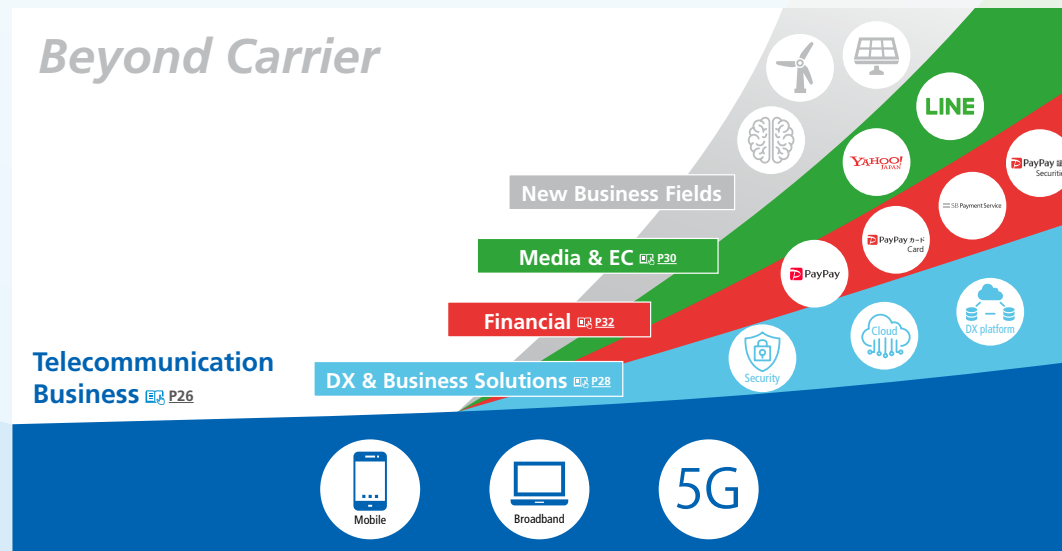 Beyond Carrier
LINE
YAHOO!
JAPAN
PayPay
Securities
New Business Fields
SB Payment Service
PayPay カード
Card
Media & EC P30
PayPay
Financial P32
DX platform
Cloud
Security
Telecommunication
Business P26
DX & Business Solutions P28
Mobile
Broadband
5G